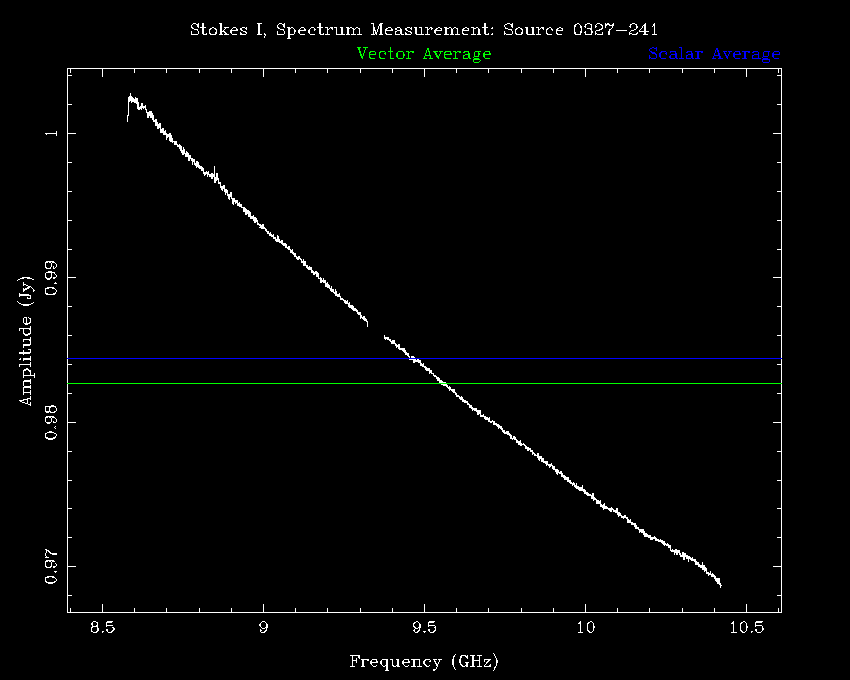 Stokes I, Spectrum Measurement: Source 0327-241
Vector Average Scalar Average
Amplitude (Jy)
1
0.99
0.98
0.97
8.5 9 9.5 10 10.5
Frequency (GHz)